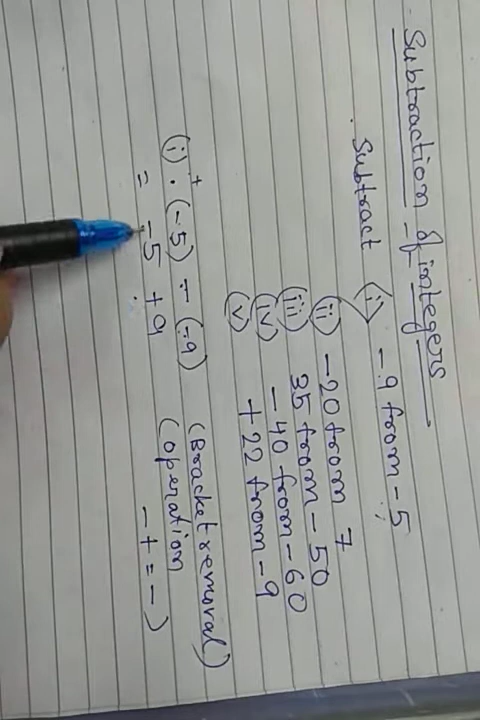 Subtraction of integers
Subtract (i) -9 from -5
(ii) -20 from 7
(iii) 35 from -50
(iv) -40 from -60
(v) +22 from -9
(i) +(-5) - (-9) (Bracket removal)
= -5 + 9 (operation
- + = -)